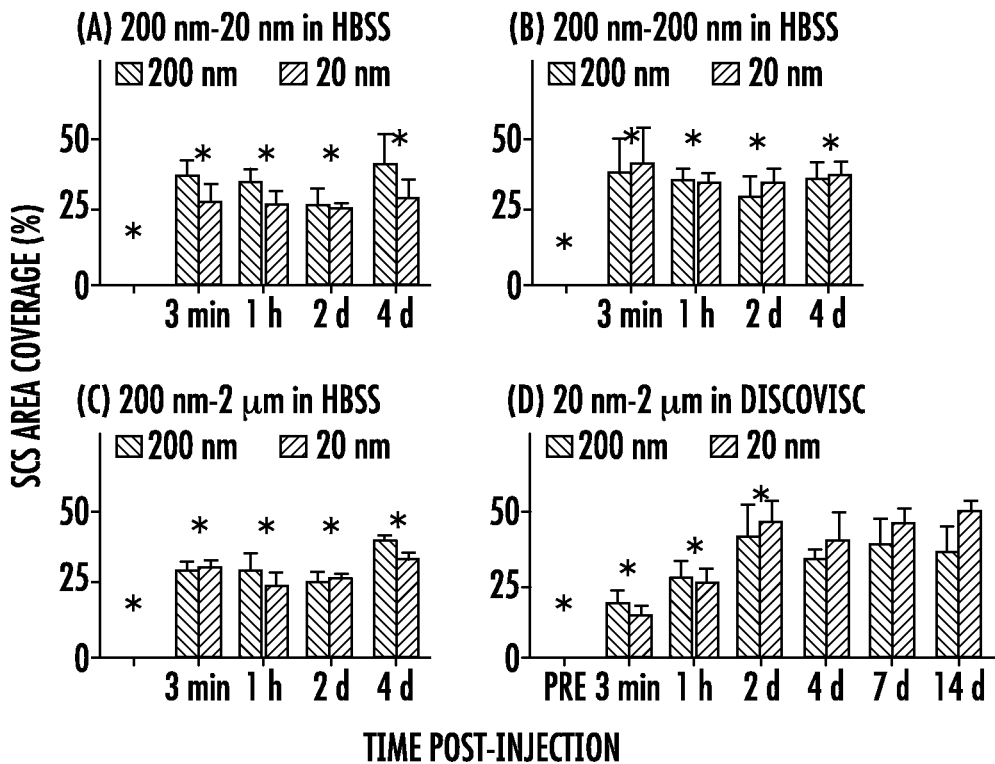 (A) 200 nm-20 nm in HBSS
200 nm 20 nm
50
25
0
* * * * *
3 min 1 h 2 d 4 d
(B) 200 nm-200 nm in HBSS
200 nm 20 nm
50
25
0
* * * * *
3 min 1 h 2 d 4 d
SCS AREA COVERAGE (%)
(C) 200 nm-2 μm in HBSS
200 nm 20 nm
50
25
0
* * * * *
3 min 1 h 2 d 4 d
(D) 20 nm-2 μm in DISCOVISC
200 nm 20 nm
50
25
0
* * * *
PRE 3 min 1 h 2 d 4 d 7 d 14 d
TIME POST-INJECTION